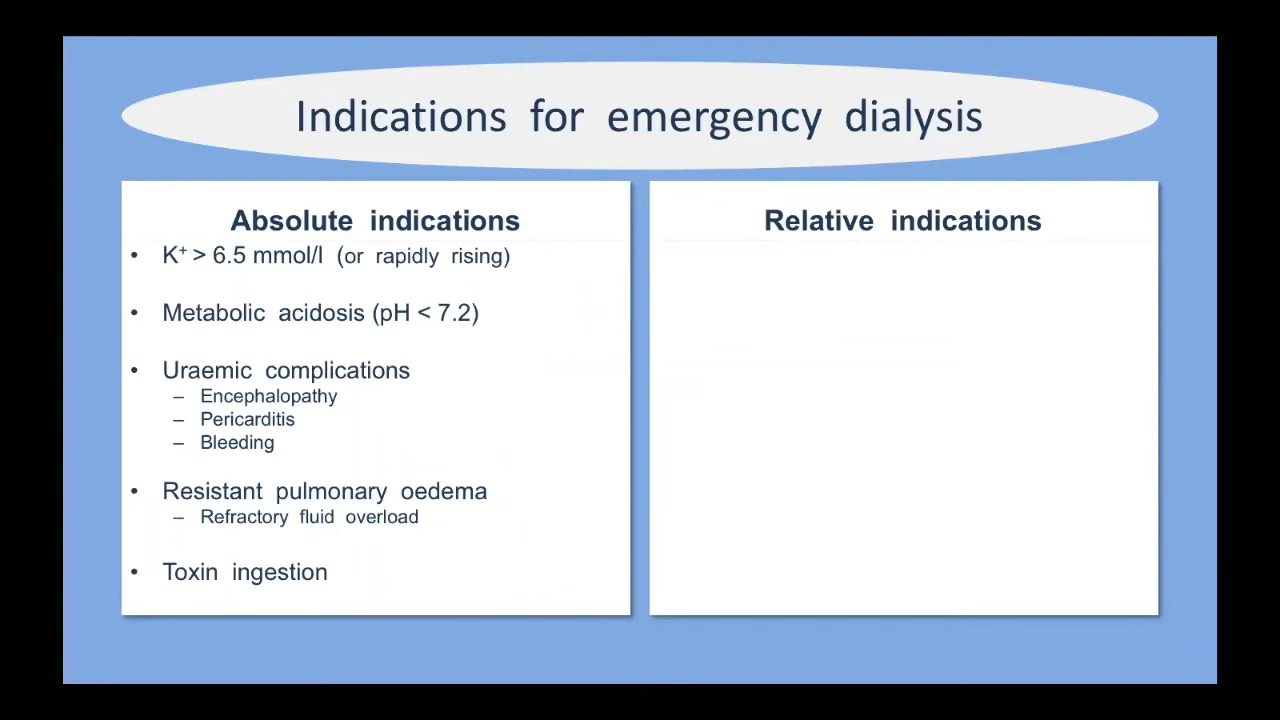 Indications for emergency dialysis
Absolute indications
• K⁺ > 6.5 mmol/l (or rapidly rising)
• Metabolic acidosis (pH < 7.2)
• Uraemic complications
– Encephalopathy
– Pericarditis
– Bleeding
• Resistant pulmonary oedema
– Refractory fluid overload
• Toxin ingestion
Relative indications